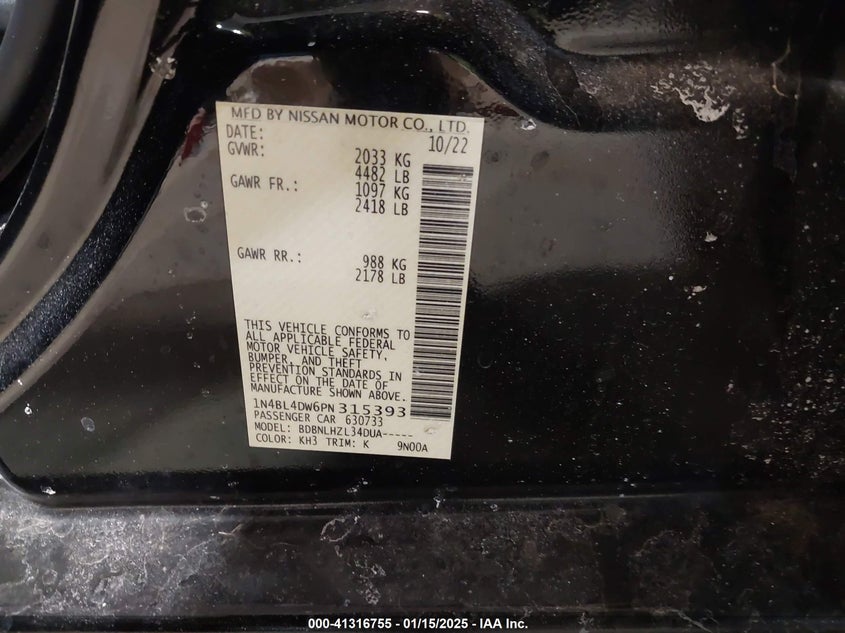 MFD BY NISSAN MOTOR CO., LTD.
DATE: 10/22
GVWR: 2033 KG
4482 LB
GAWR FR.: 1097 KG
2418 LB
GAWR RR.: 988 KG
2178 LB
THIS VEHICLE CONFORMS TO
ALL APPLICABLE FEDERAL
MOTOR VEHICLE SAFETY,
BUMPER, AND THEFT
PREVENTION STANDARDS IN
EFFECT ON THE DATE OF
MANUFACTURE SHOWN ABOVE.
1N4BL4DW6PN315393
PASSENGER CAR 630733
MODEL: BDBNLHZL34DUA-----
COLOR: KH3 TRIM: K 9N00A
000-41316755 - 01/15/2025 - IAA Inc.